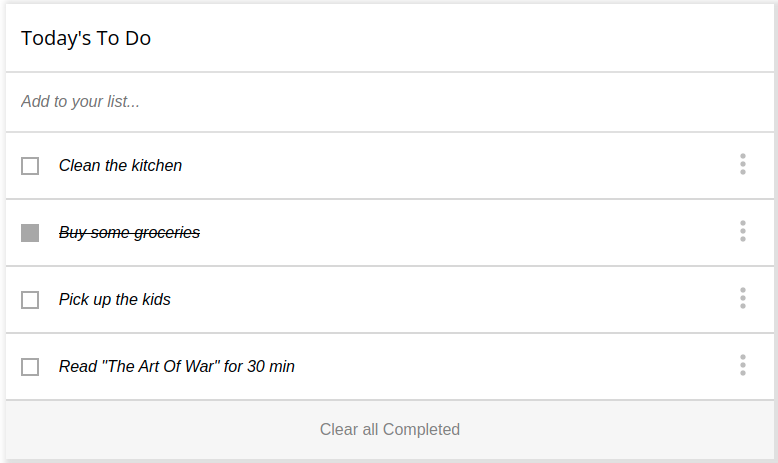 Today's To Do
Add to your list...
Clean the kitchen
Buy some groceries
Pick up the kids
Read "The Art Of War" for 30 min
Clear all Completed